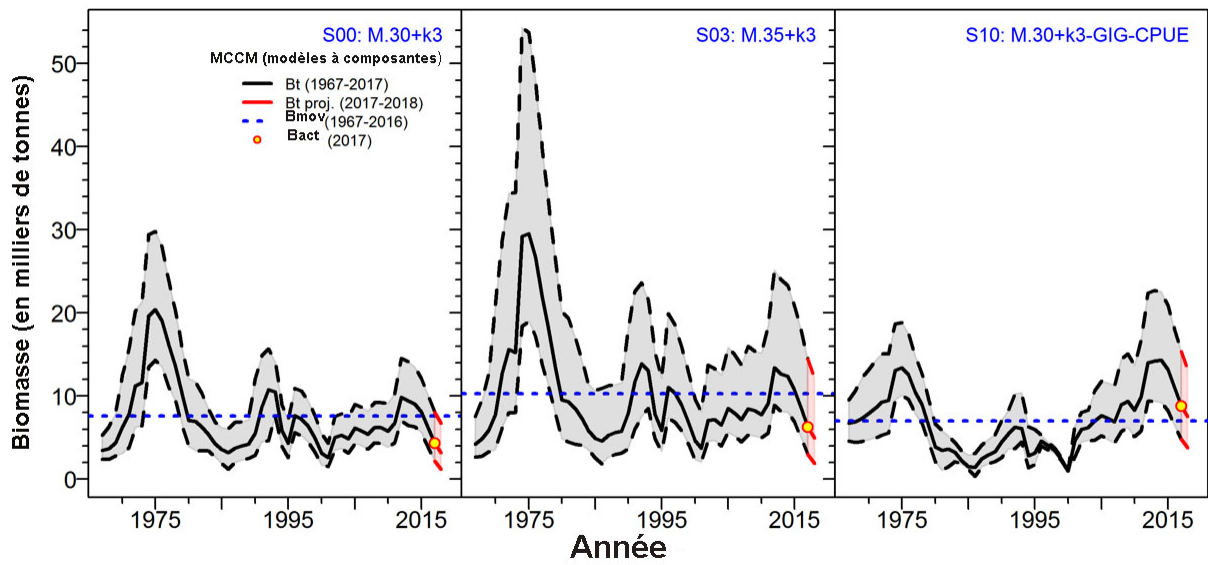 S00: M.30+k3
S03: M.35+k3
S10: M.30+k3-GIG-CPUE
MCCM (modèles à composantes)
Bt (1967-2017)
Bt proj. (2017-2018)
Bmov (1967-2016)
Bact (2017)
Biomasse (en milliers de tonnes)
50
40
30
20
10
0
1975 1995 2015 1975 1995 2015 1975 1995 2015
Année